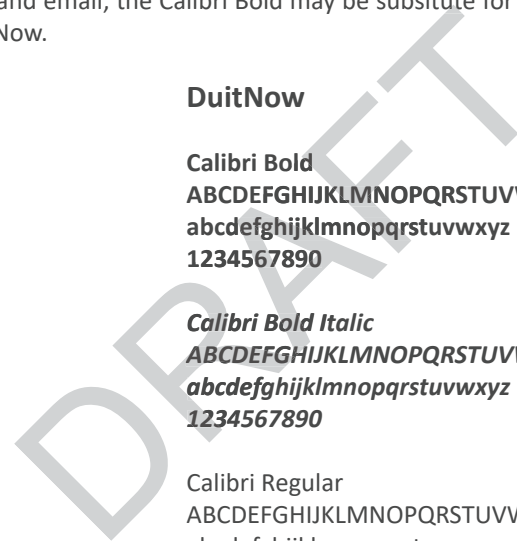 and email, the Calibri Bold may be subsitute for
Now.
DuitNow
Calibri Bold
ABCDEFGHIJKLMNOPQRSTUV
abcdefghijklmnopqrstuvwxyz
1234567890
Calibri Bold Italic
ABCDEFGHIJKLMNOPQRSTUV
abcdefghijklmnopqrstuvwxyz
1234567890
Calibri Regular
ABCDEFGHIJKLMNOPQRSTUV
DRAFT